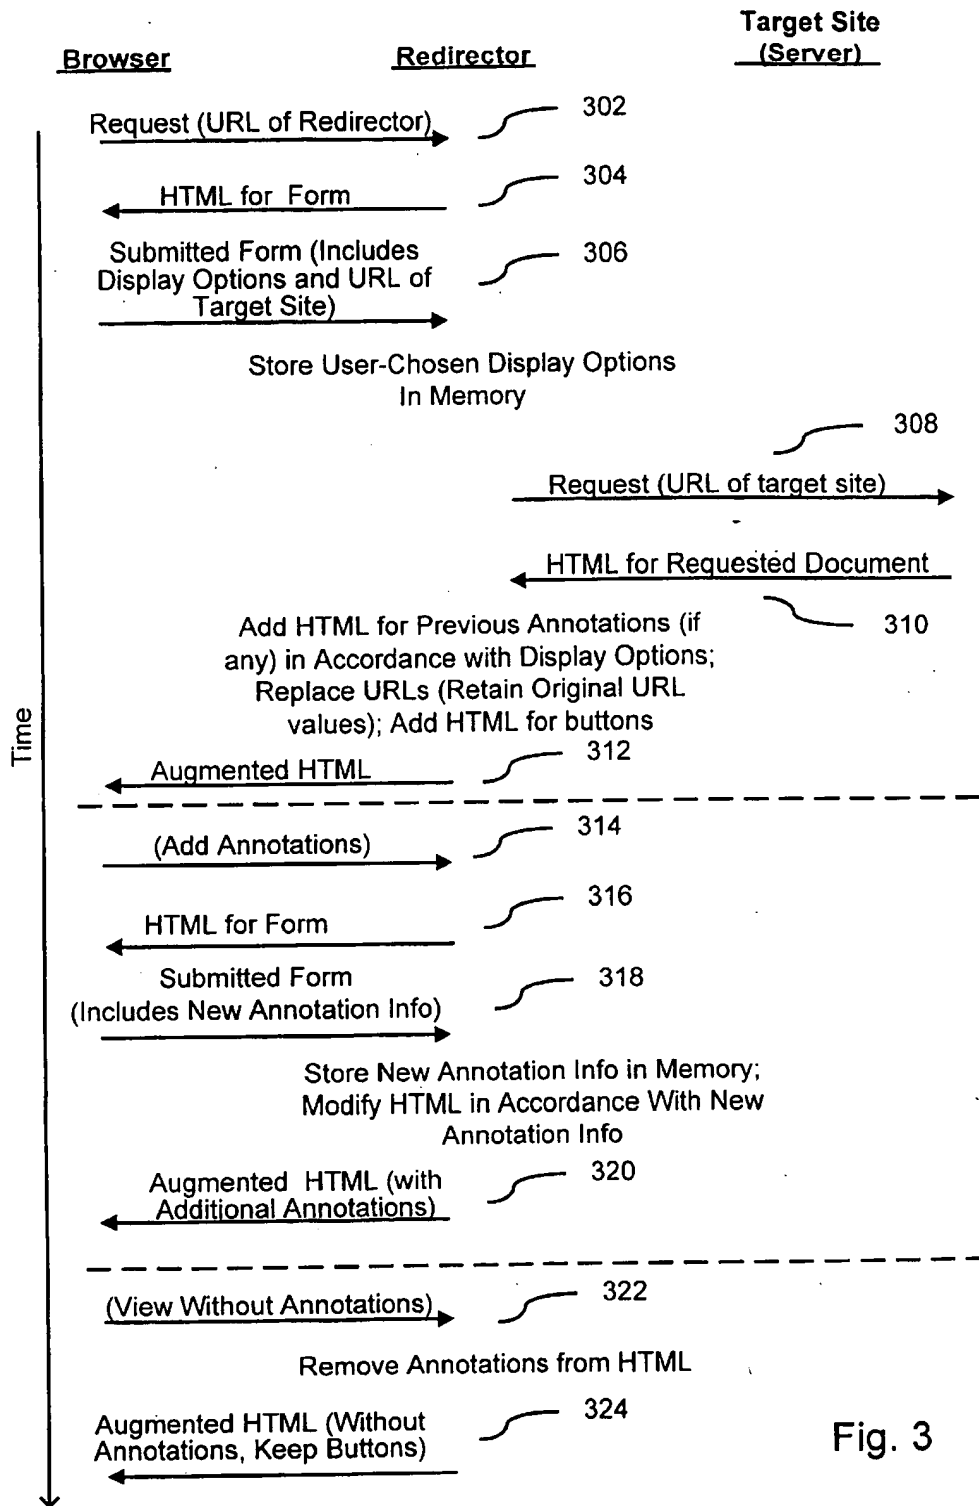 Target Site
Browser Redirector (Server)
302
Request (URL of Redirector)
304
HTML for Form
306
Submitted Form (Includes
Display Options and URL of
Target Site)
Store User-Chosen Display Options
In Memory
308
Request (URL of target site)
HTML for Requested Document
310
Add HTML for Previous Annotations (if
any) in Accordance with Display Options;
Replace URLs (Retain Original URL
values); Add HTML for buttons
Time
312
Augmented HTML
314
(Add Annotations)
316
HTML for Form
318
Submitted Form
(Includes New Annotation Info)
Store New Annotation Info in Memory;
Modify HTML in Accordance With New
Annotation Info
320
Augmented HTML (with
Additional Annotations)
322
(View Without Annotations)
Remove Annotations from HTML
324
Augmented HTML (Without
Annotations, Keep Buttons)
Fig. 3